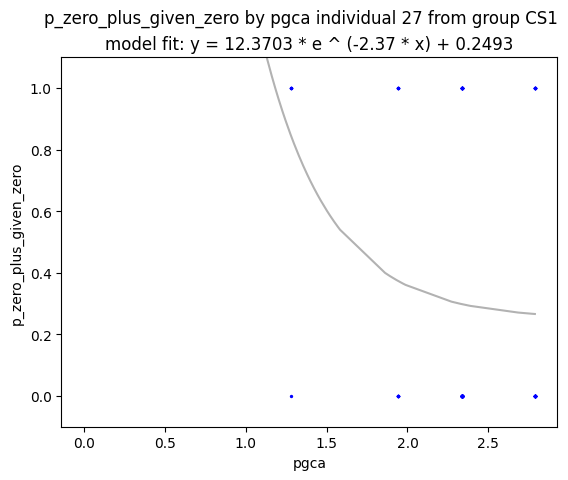 p_zero_plus_given_zero by pgca individual 27 from group CS1
model fit: y = 12.3703 * e ^ (-2.37 * x) + 0.2493
1.0
0.8
0.6
0.4
0.2
0.0
p_zero_plus_given_zero
0.0 0.5 1.0 1.5 2.0 2.5
pgca